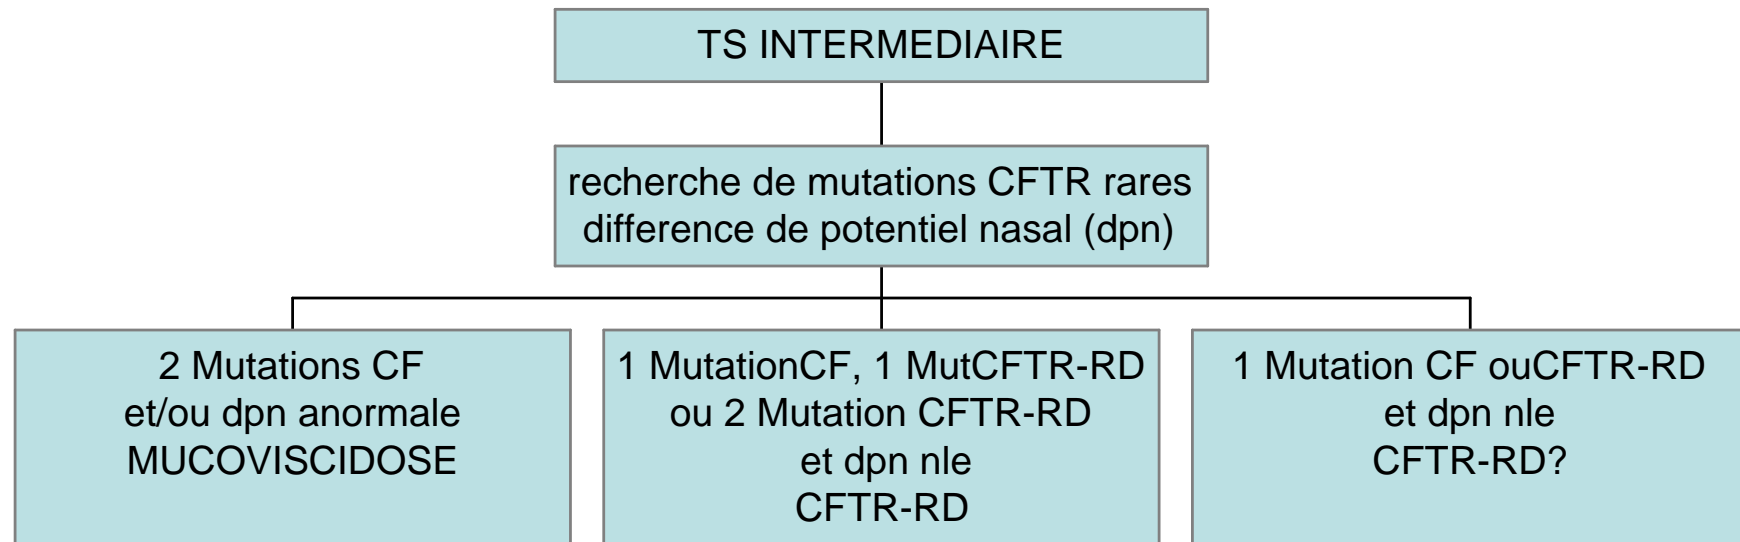 TS INTERMEDIAIRE
recherche de mutations CFTR rares
difference de potentiel nasal (dpn)
2 Mutations CF
et/ou dpn anormale
MUCOVISCIDOSE
1 MutationCF, 1 MutCFTR-RD
ou 2 Mutation CFTR-RD
et dpn nle
CFTR-RD
1 Mutation CF ouCFTR-RD
et dpn nle
CFTR-RD?